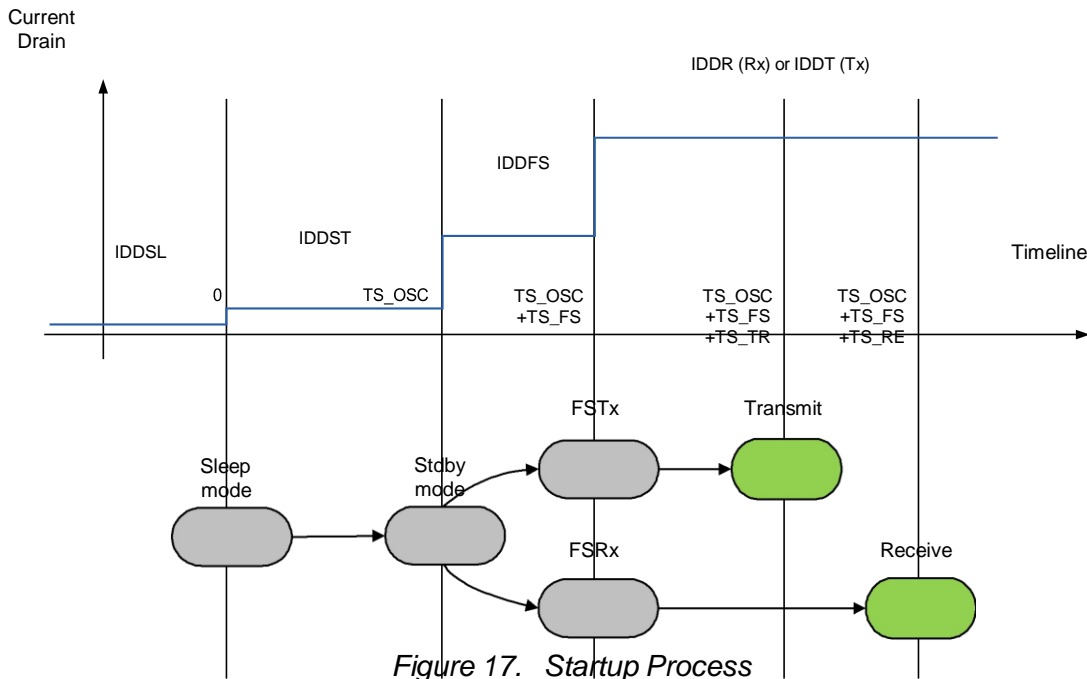 Current
Drain
IDDR (Rx) or IDDT (Tx)
IDDFS
IDDST
IDDSL
Timeline
0
TS_OSC
TS_OSC
+TS_FS
TS_OSC
+TS_FS
+TS_TR
TS_OSC
+TS_FS
+TS_RE
FSTx
Transmit
Sleep
mode
Stdby
mode
FSRx
Receive
Figure 17. Startup Process